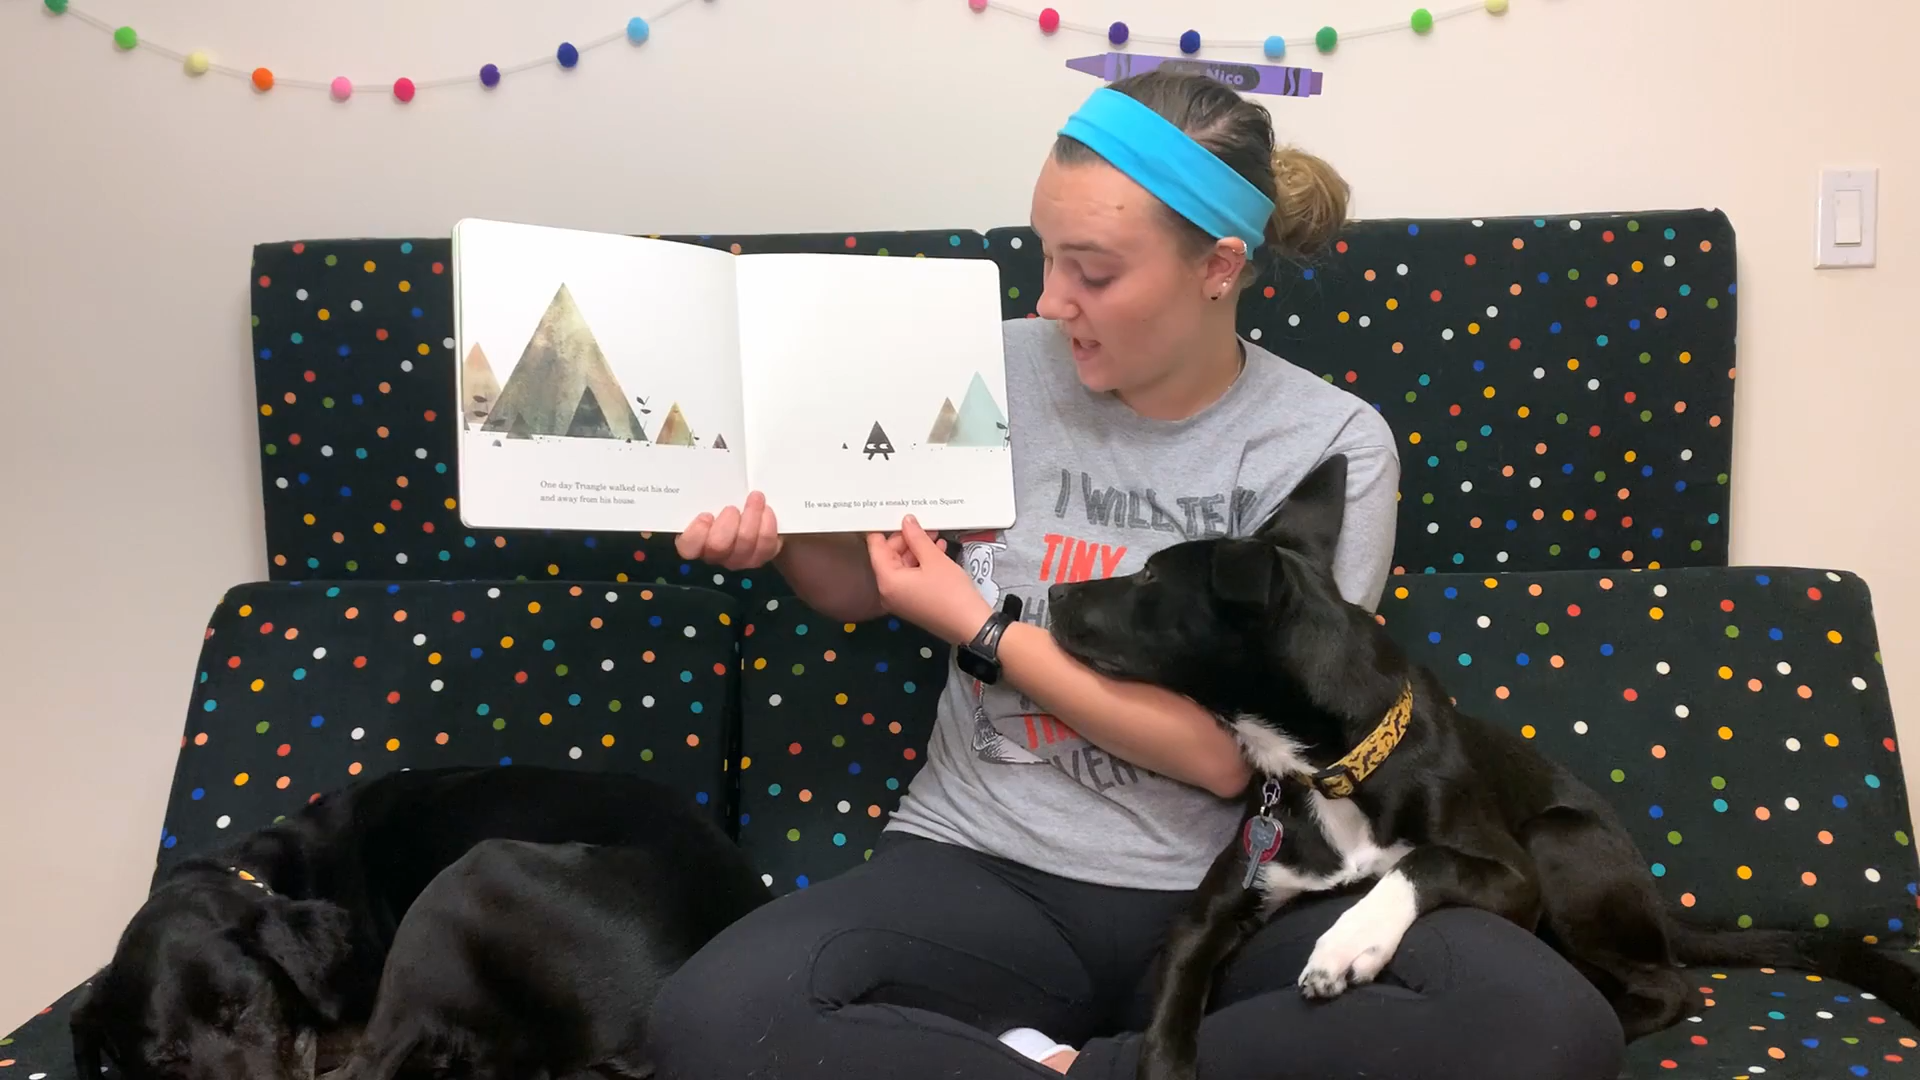 Nico
One day Triangle walked out his door
and away from his house.
He was going to play a sneaky trick on Square.
I WILL
TINY